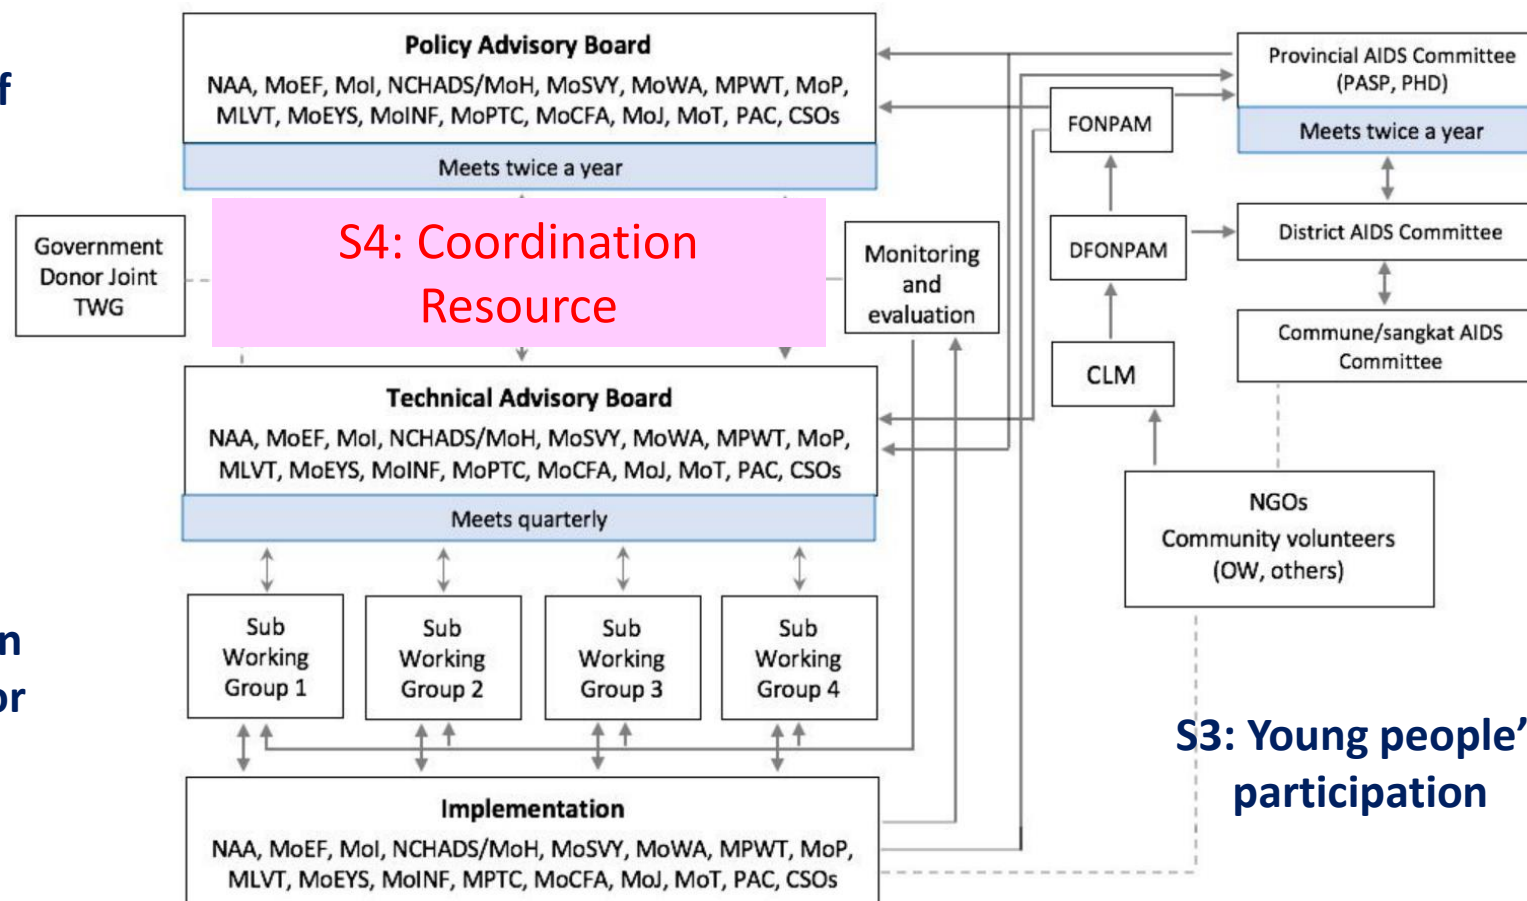 Policy Advisory Board
NAA, MoEF, MoI, NCHADS/MoH, MoSVY, MoWA, MPWT, MoP,
MLVT, MoEYS, MoINF, MoPTC, MoCFA, MoJ, MoT, PAC, CSOs
Meets twice a year
Provincial AIDS Committee
(PASP, PHD)
Meets twice a year
FONPAM
Government
Donor Joint
TWG
S4: Coordination
Resource
Monitoring
and
evaluation
DFONPAM
District AIDS Committee
CLM
Commune/sangkat AIDS
Committee
Technical Advisory Board
NAA, MoEF, MoI, NCHADS/MoH, MoSVY, MoWA, MPWT, MoP,
MLVT, MoEYS, MoINF, MoPTC, MoCFA, MoJ, MoT, PAC, CSOs
Meets quarterly
NGOs
Community volunteers
(OW, others)
Sub
Working
Group 1
Sub
Working
Group 2
Sub
Working
Group 3
Sub
Working
Group 4
S3: Young people’
participation
Implementation
NAA, MoEF, MoI, NCHADS/MoH, MoSVY, MoWA, MPWT, MoP,
MLVT, MoEYS, MoINF, MPTC, MoCFA, MoJ, MoT, PAC, CSOs